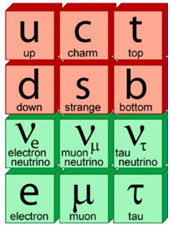 u c t
up charm top
d s b
down strange bottom
νe νμ ντ
electron muon tau
neutrino neutrino neutrino
e μ τ
electron muon tau